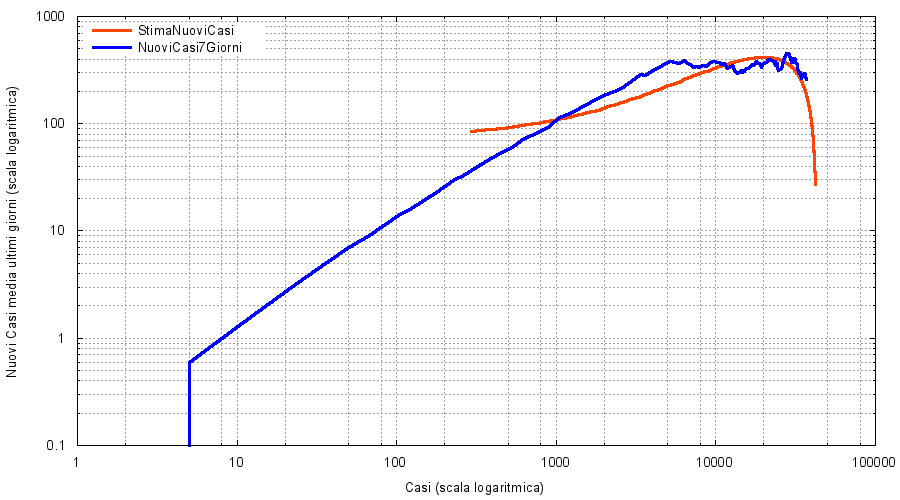 1000
StimaNuoviCasi
NuoviCasi7Giorni
100
10
1
0.1
Nuovi Casi media ultimi giorni (scala logaritmica)
1
10
100
1000
10000
100000
Casi (scala logaritmica)